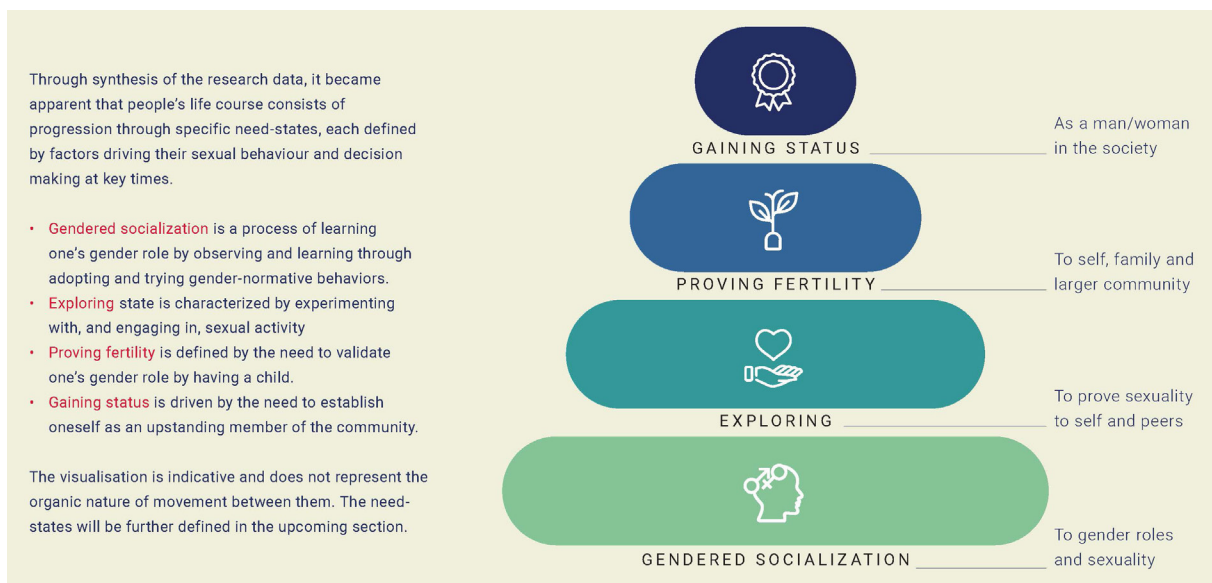 Through synthesis of the research data, it became
apparent that people's life course consists of
progression through specific need-states, each defined
by factors driving their sexual behaviour and decision
making at key times.
• Gendered socialization is a process of learning
one's gender role by observing and learning through
adopting and trying gender-normative behaviors.
• Exploring state is characterized by experimenting
with, and engaging in, sexual activity
• Proving fertility is defined by the need to validate
one's gender role by having a child.
• Gaining status is driven by the need to establish
oneself as an upstanding member of the community.
The visualisation is indicative and does not represent the
organic nature of movement between them. The need-
states will be further defined in the upcoming section.
GAINING STATUS
As a man/woman
in the society
PROVING FERTILITY
To self, family and
larger community
EXPLORING
To prove sexuality
to self and peers
GENDERED SOCIALIZATION
To gender roles
and sexuality